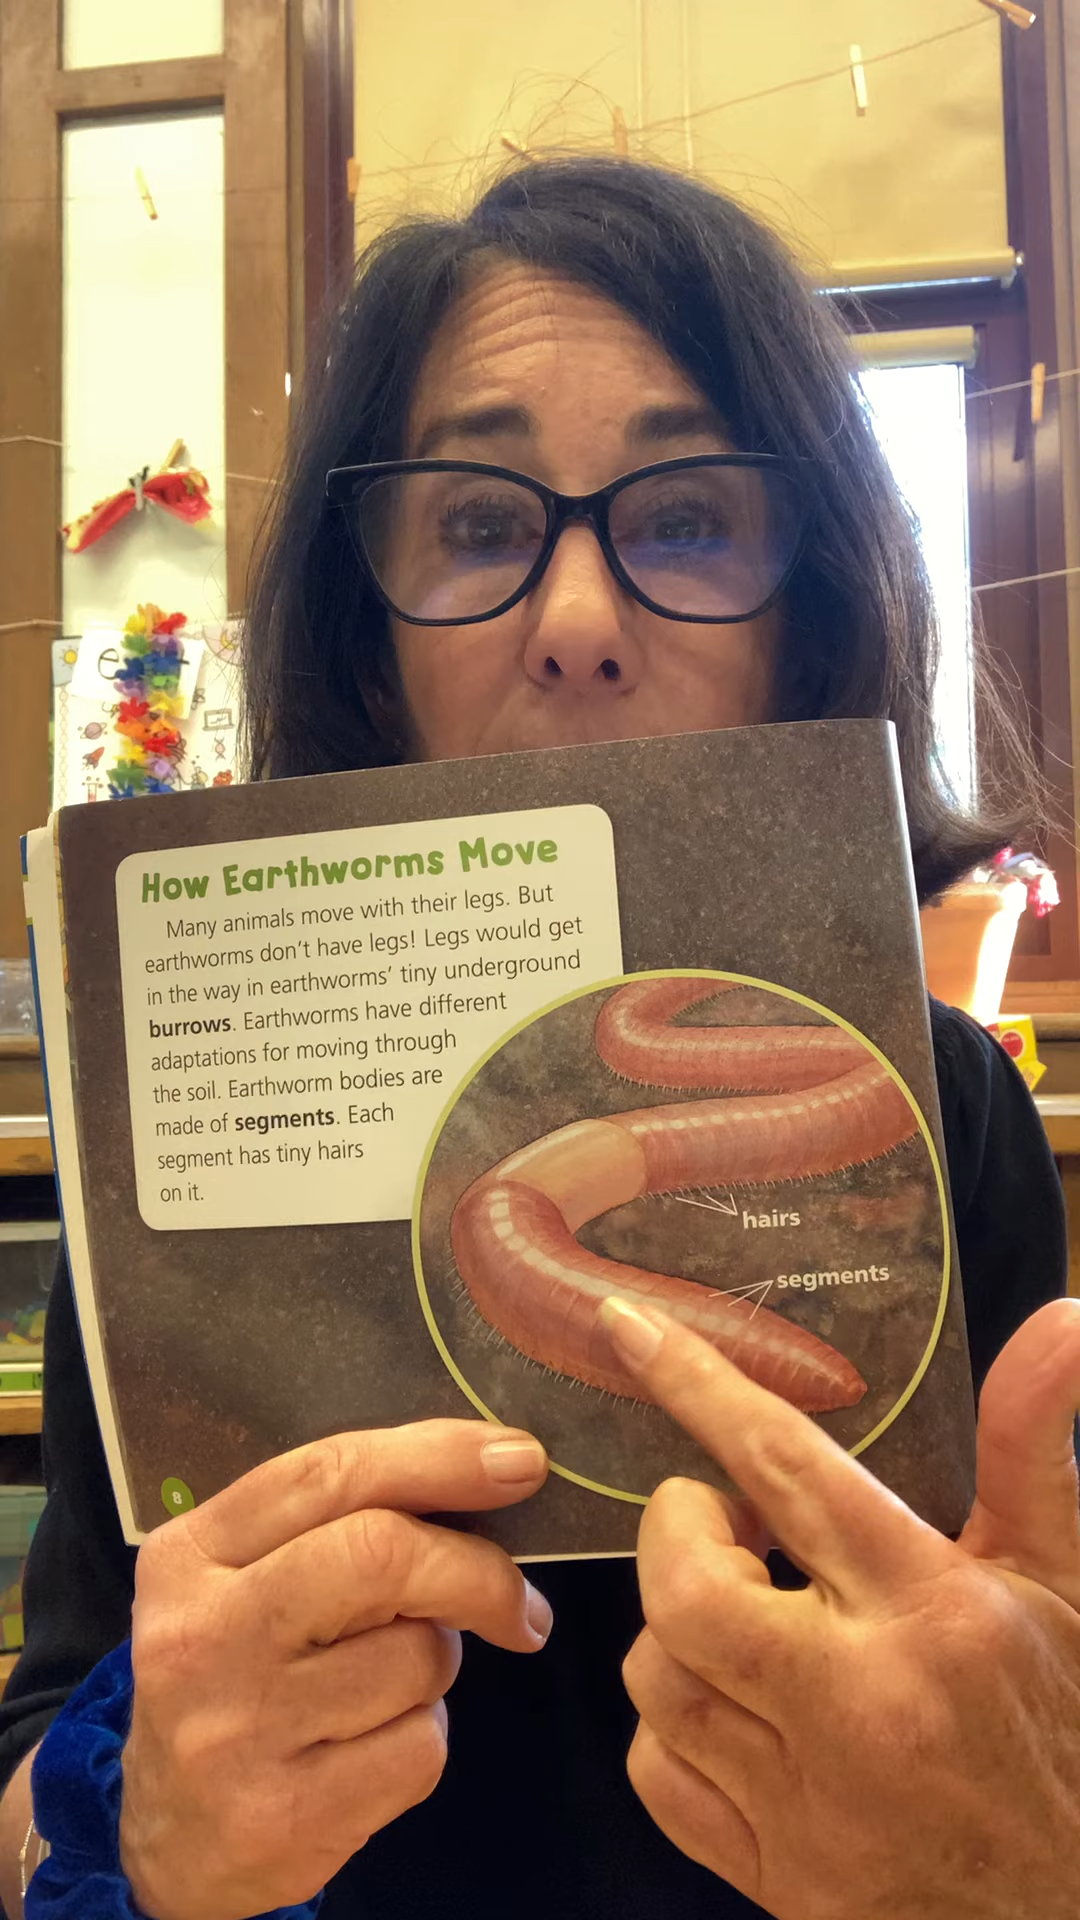 e
How Earthworms Move
Many animals move with their legs. But
earthworms don't have legs! Legs would get
in the way in earthworms' tiny underground
burrows. Earthworms have different
adaptations for moving through
the soil. Earthworm bodies are
made of segments. Each
segment has tiny hairs
on it.
hairs
segments
8